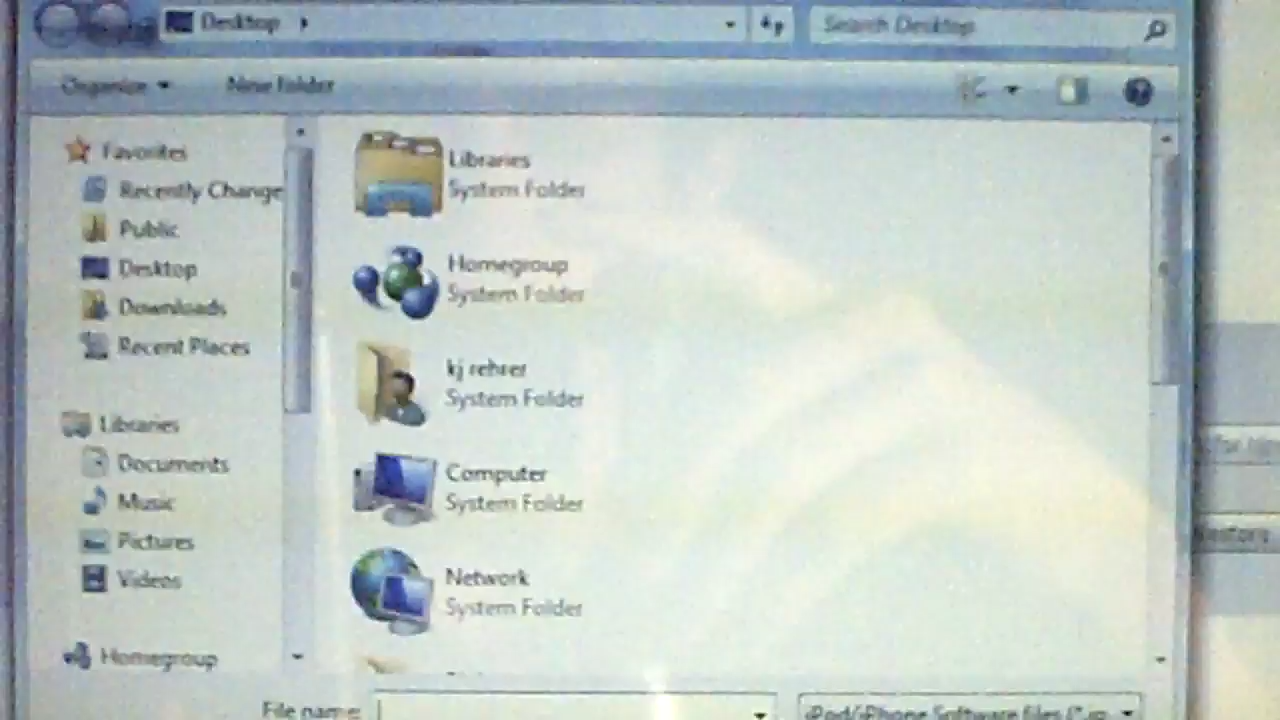 Desktop
Search Desktop
Organize
New Folder
Favorites
Recently Change
Public
Desktop
Downloads
Recent Places
Libraries
Documents
Music
Pictures
Videos
Homegroup
Libraries
System Folder
Homegroup
System Folder
kj rehrer
System Folder
Computer
System Folder
Network
System Folder
File name:
iPod/iPhone Software files (*.ip